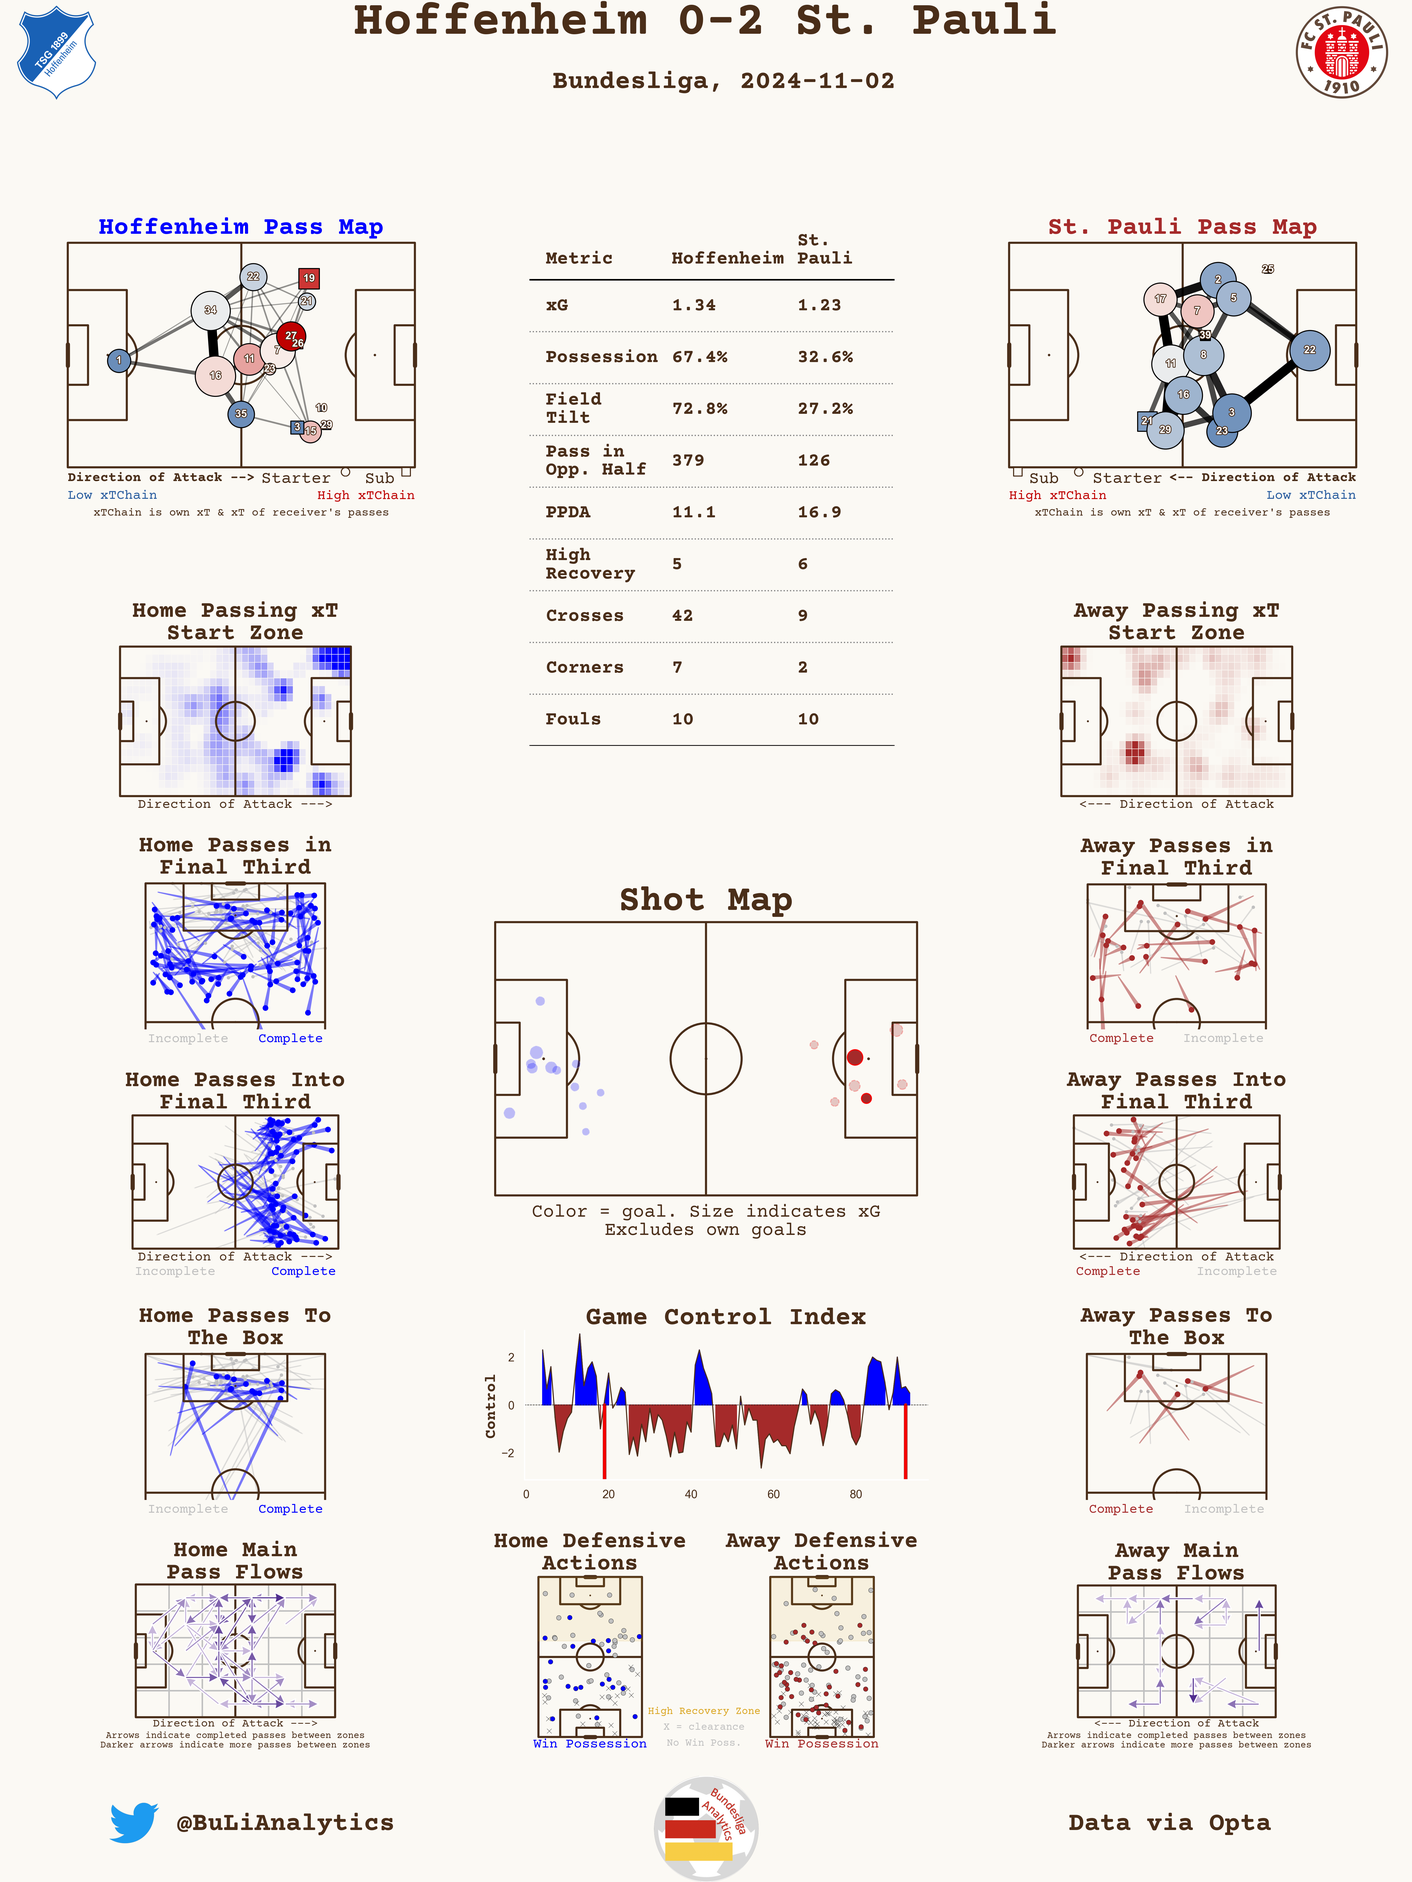 Hoffenheim 0-2 St. Pauli
Bundesliga, 2024-11-02
TSG 1899
Hoffenheim
FC ST. PAULI
1910
Hoffenheim Pass Map
22
19
21
34
27
26
7
11
1
23
16
35
10
3
15
29
Direction of Attack --> Starter Sub
Low xTChain High xTChain
xTChain is own xT & xT of receiver's passes
Metric Hoffenheim St. Pauli
xG 1.34 1.23
Possession 67.4% 32.6%
Field Tilt 72.8% 27.2%
Pass in Opp. Half 379 126
PPDA 11.1 16.9
High Recovery 5 6
Crosses 42 9
Corners 7 2
Fouls 10 10
St. Pauli Pass Map
25
2
17
5
7
39
22
8
11
16
3
21
29
23
Sub Starter <-- Direction of Attack
High xTChain Low xTChain
xTChain is own xT & xT of receiver's passes
Home Passing xT
Start Zone
Direction of Attack --->
Away Passing xT
Start Zone
<--- Direction of Attack
Home Passes in
Final Third
Incomplete Complete
Away Passes in
Final Third
Complete Incomplete
Shot Map
Color = goal. Size indicates xG
Excludes own goals
Home Passes Into
Final Third
Direction of Attack --->
Incomplete Complete
Away Passes Into
Final Third
<--- Direction of Attack
Complete Incomplete
Home Passes To
The Box
Incomplete Complete
Game Control Index
Control
2
0
−2
0 20 40 60 80
Away Passes To
The Box
Complete Incomplete
Home Main
Pass Flows
Direction of Attack --->
Arrows indicate completed passes between zones
Darker arrows indicate more passes between zones
Home Defensive
Actions
Win Possession
High Recovery Zone
X = clearance
No Win Poss.
Away Defensive
Actions
Win Possession
Away Main
Pass Flows
<--- Direction of Attack
Arrows indicate completed passes between zones
Darker arrows indicate more passes between zones
@BuLiAnalytics
Bundesliga
Analytics
Data via Opta